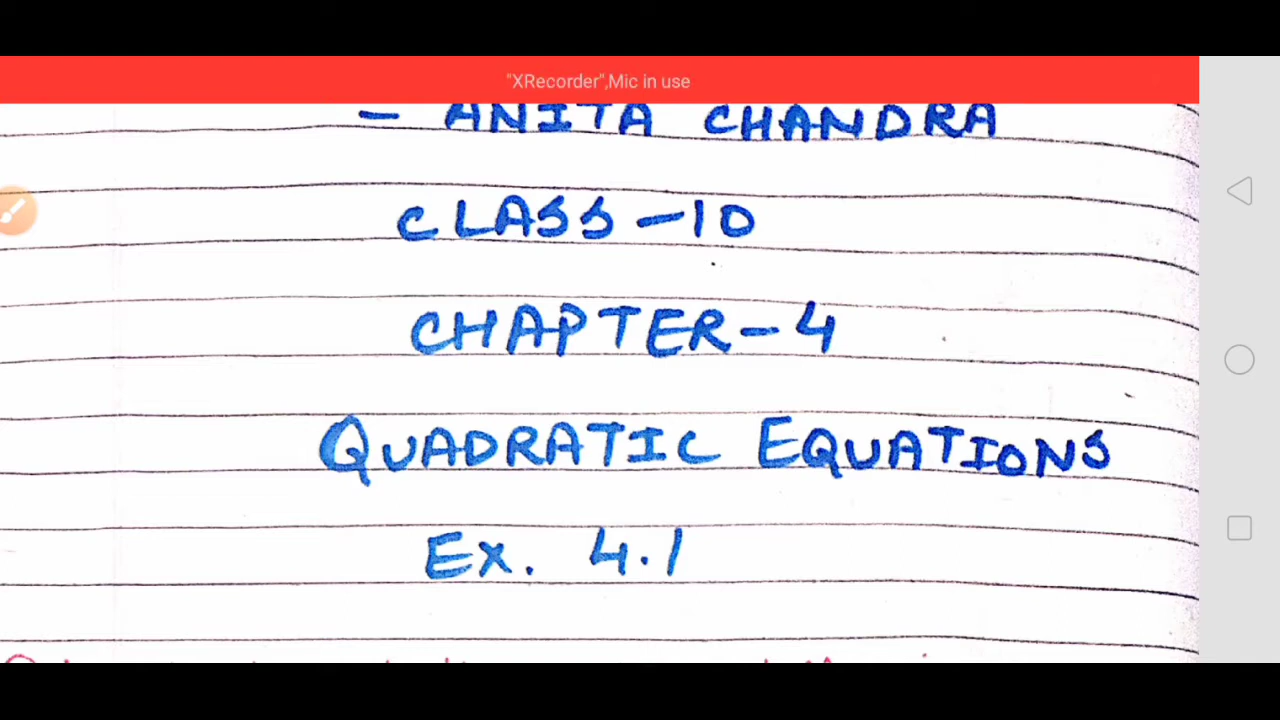 "XRecorder",Mic in use
- ANITA CHANDRA
CLASS-10
CHAPTER-4
QUADRATIC EQUATIONS
Ex. 4.1